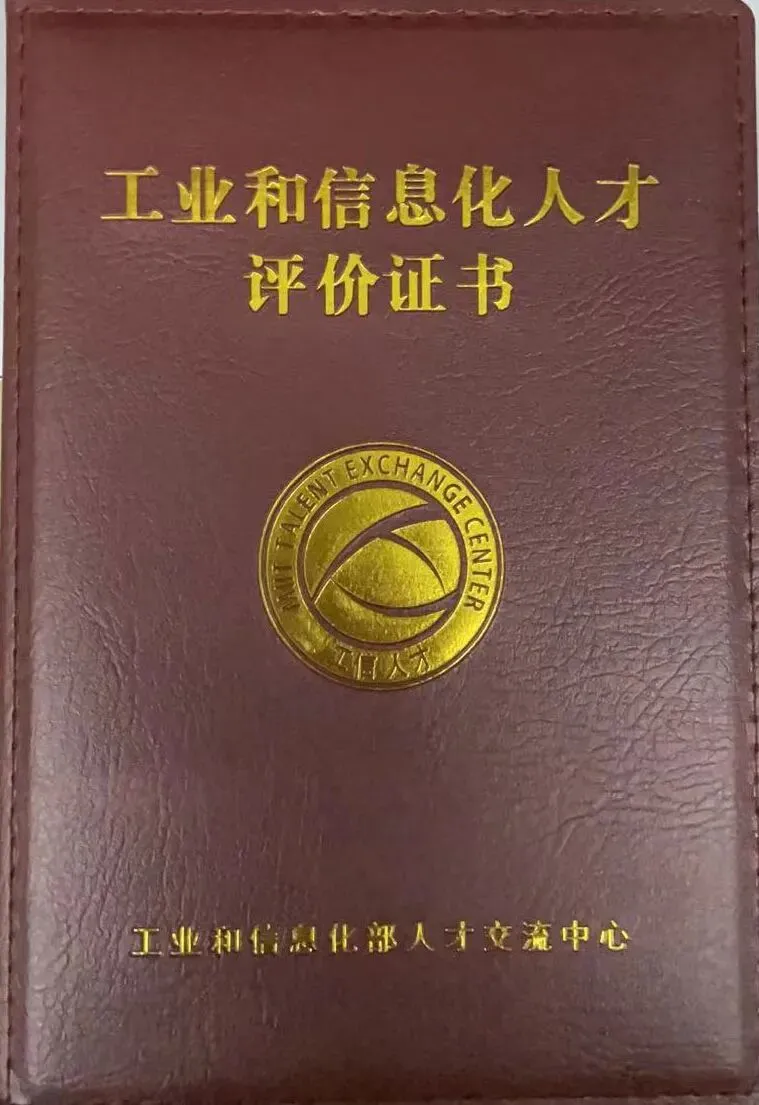 工业和信息化人才
评价证书
MIIT TALENT EXCHANGE CENTER
工信人才
工业和信息化部人才交流中心